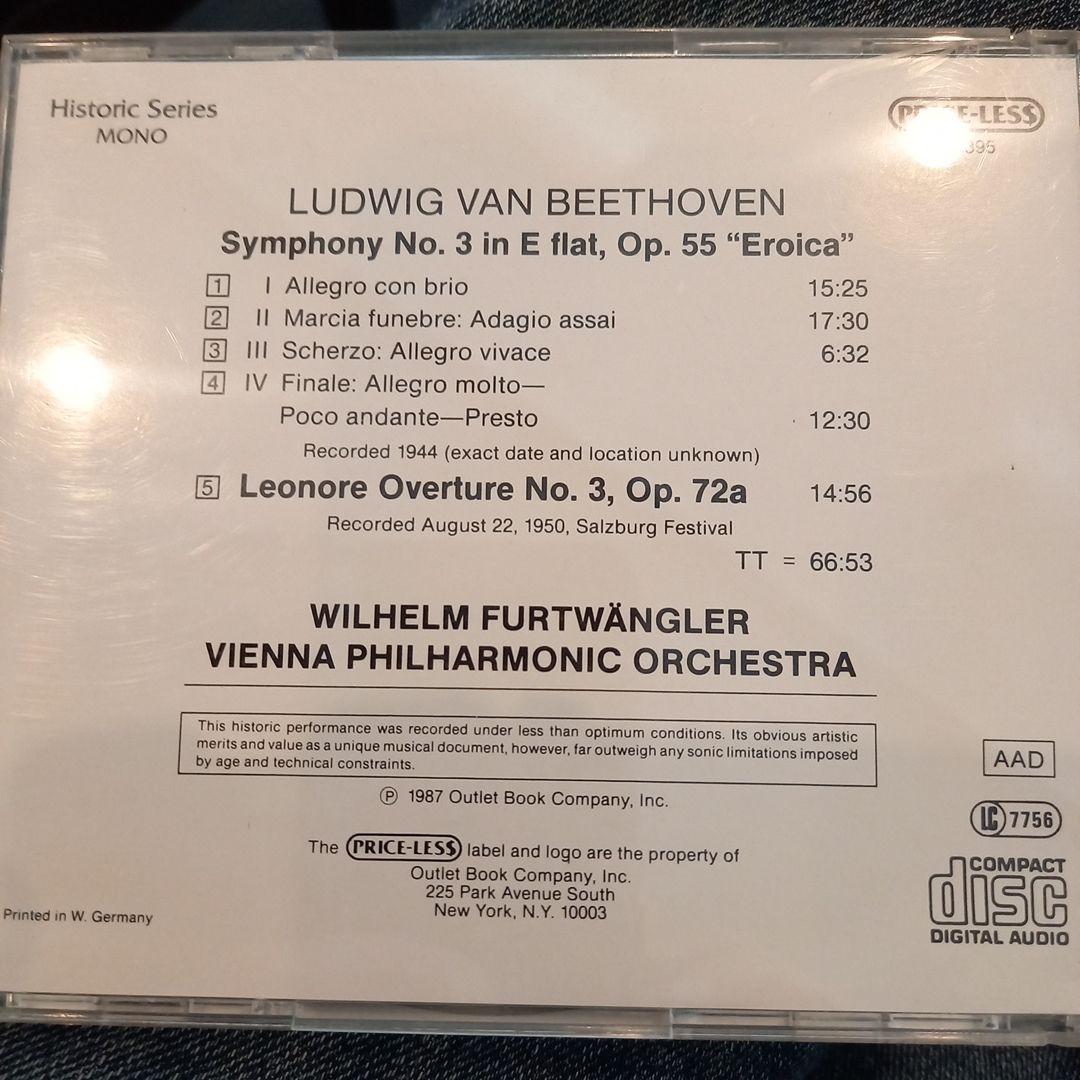 Historic Series
MONO
LUDWIG VAN BEETHOVEN
Symphony No. 3 in E flat, Op. 55 “Eroica”
1 I Allegro con brio 15:25
2 II Marcia funebre: Adagio assai 17:30
3 III Scherzo: Allegro vivace 6:32
4 IV Finale: Allegro molto—
Poco andante—Presto 12:30
Recorded 1944 (exact date and location unknown)
5 Leonore Overture No. 3, Op. 72a 14:56
Recorded August 22, 1950, Salzburg Festival
TT = 66:53
WILHELM FURTWÄNGLER
VIENNA PHILHARMONIC ORCHESTRA
This historic performance was recorded under less than optimum conditions. Its obvious artistic
merits and value as a unique musical document, however, far outweigh any sonic limitations imposed
by age and technical constraints.
℗ 1987 Outlet Book Company, Inc.
The PRICE-LES$ label and logo are the property of
Outlet Book Company, Inc.
225 Park Avenue South
New York, N.Y. 10003
Printed in W. Germany
AAD
LC 7756
COMPACT
disc
DIGITAL AUDIO